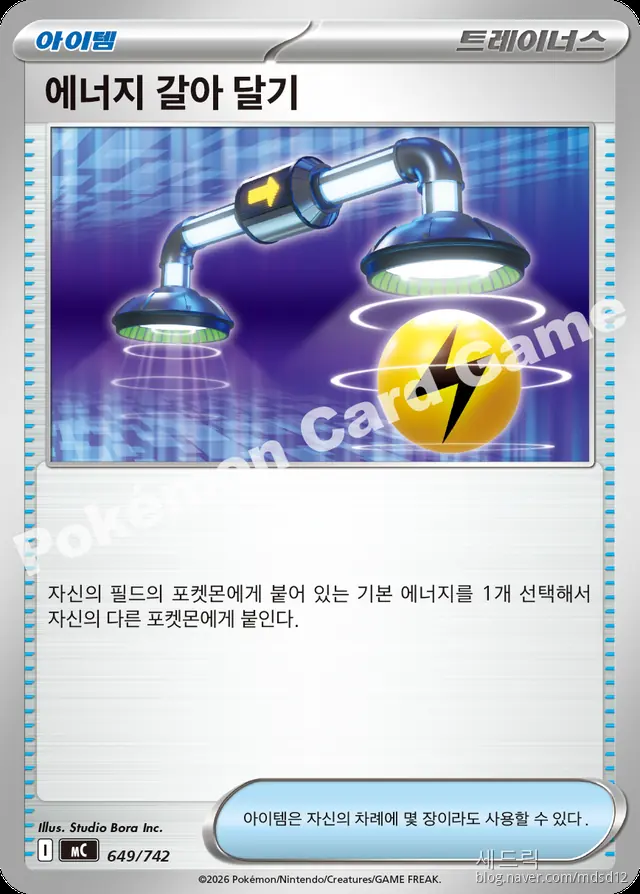 아이템
트레이너스
에너지 갈아 달기
Pokémon Card Game
자신의 필드의 포켓몬에게 붙어 있는 기본 에너지를 1개 선택해서
자신의 다른 포켓몬에게 붙인다.
아이템은 자신의 차례에 몇 장이라도 사용할 수 있다.
Illus. Studio Bora Inc.
I MC 649/742
©2026 Pokémon/Nintendo/Creatures/GAME FREAK.
세드릭
blog.naver.com/mdsd12